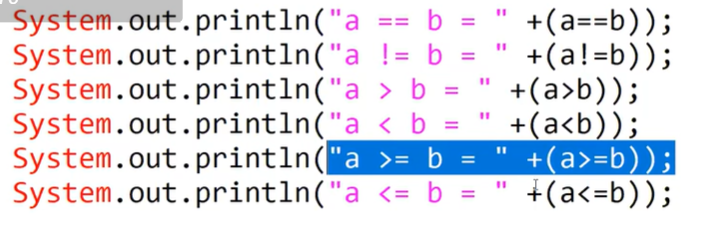 System.out.println("a == b = " +(a==b));
System.out.println("a != b = " +(a!=b));
System.out.println("a > b = " +(a>b));
System.out.println("a < b = " +(a<b));
System.out.println("a >= b = " +(a>=b));
System.out.println("a <= b = " +(a<=b));